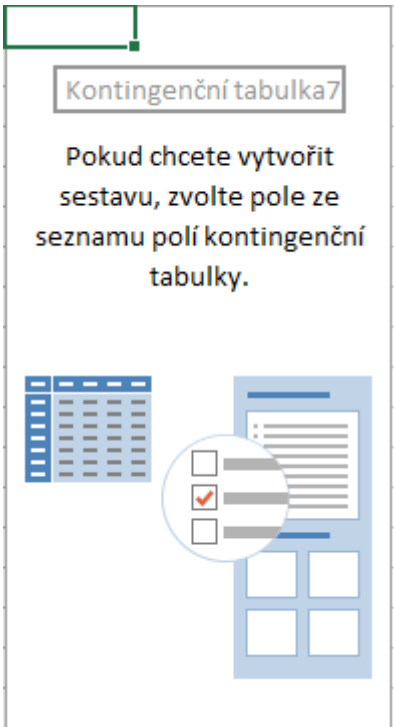 Kontingenční tabulka7
Pokud chcete vytvořit
sestavu, zvolte pole ze
seznamu polí kontingenční
tabulky.